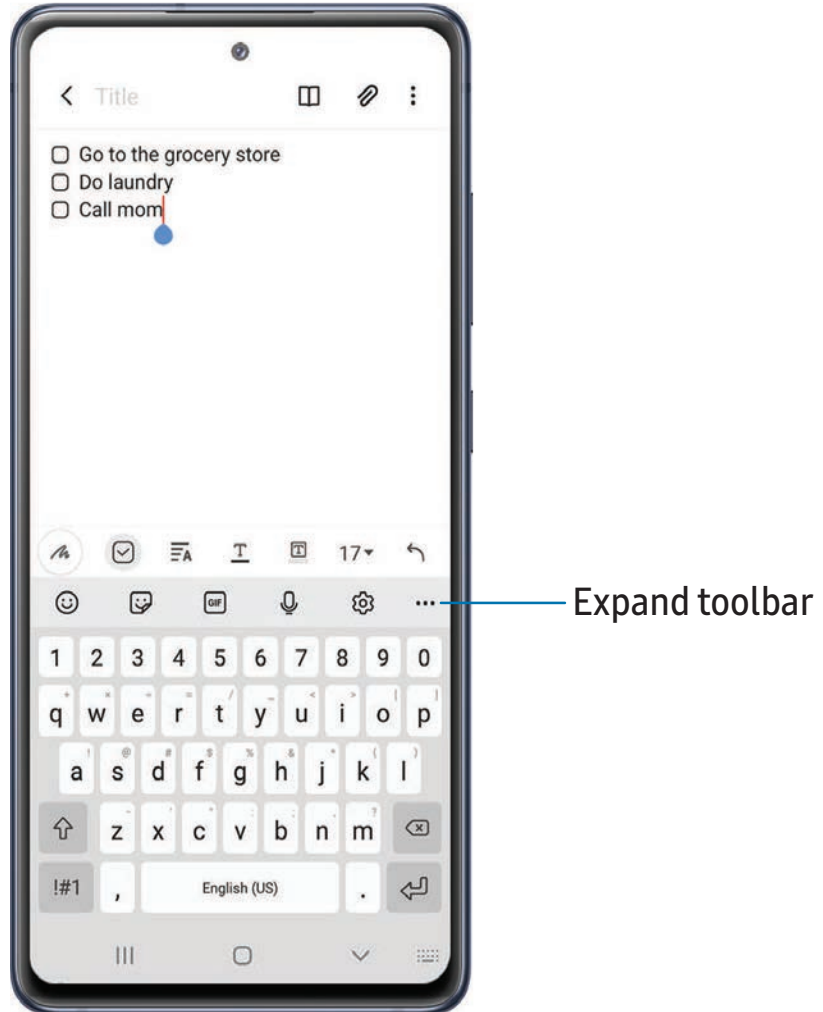 Title
Go to the grocery store
Do laundry
Call mom
A T T 17
GIF
Expand toolbar
1 2 3 4 5 6 7 8 9 0
q w e r t y u i o p
a s d f g h j k l
z x c v b n m
!#1 , English (US) .